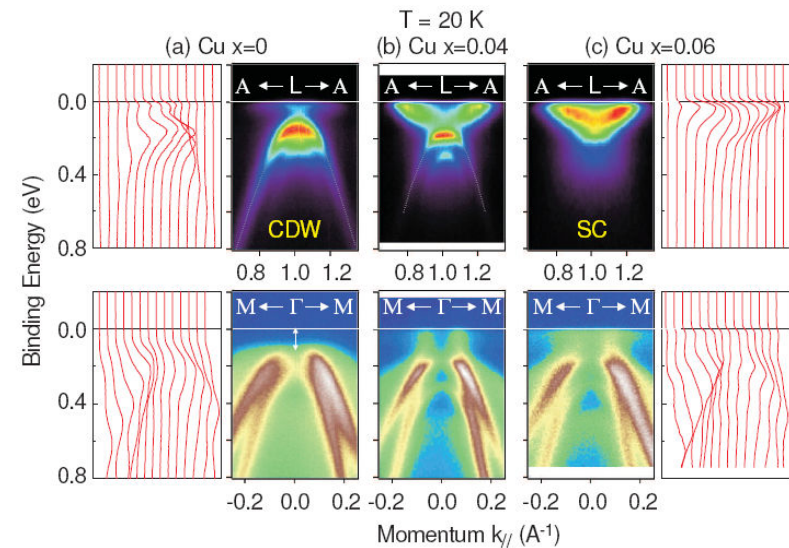 T = 20 K
(a) Cu x=0
(b) Cu x=0.04
(c) Cu x=0.06
A ← L → A
A ← L → A
A ← L → A
0.0
0.4
0.8
CDW
SC
0.8 1.0 1.2
0.8 1.0 1.2
0.8 1.0 1.2
Binding Energy (eV)
M ← Γ → M
M ← Γ → M
M ← Γ → M
0.0
0.4
0.8
-0.2 0.0 0.2
-0.2 0.0 0.2
-0.2 0.0 0.2
Momentum k// (A⁻¹)